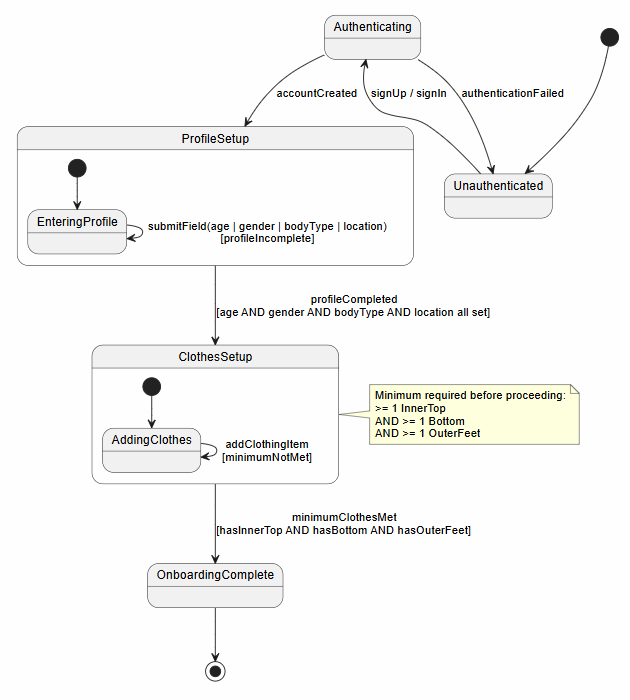 Authenticating
accountCreated
signUp / signIn
authenticationFailed
ProfileSetup
Unauthenticated
EnteringProfile
submitField(age | gender | bodyType | location)
[profileIncomplete]
profileCompleted
[age AND gender AND bodyType AND location all set]
ClothesSetup
Minimum required before proceeding:
>= 1 InnerTop
AND >= 1 Bottom
AND >= 1 OuterFeet
AddingClothes
addClothingItem
[minimumNotMet]
minimumClothesMet
[hasInnerTop AND hasBottom AND hasOuterFeet]
OnboardingComplete